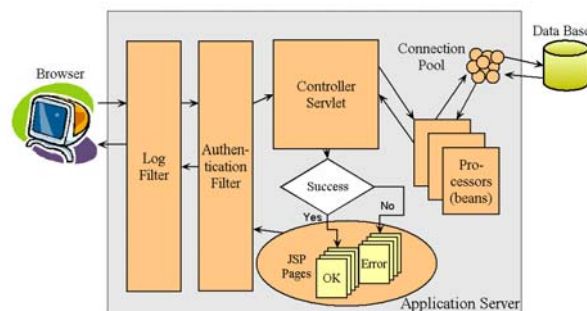 Data Base
Connection
Pool
Browser
Controller
Servlet
Log
Filter
Authen-
tication
Filter
Pro-
cessors
(beans)
Success
Yes
No
JSP
Pages
OK
Error
Application Server